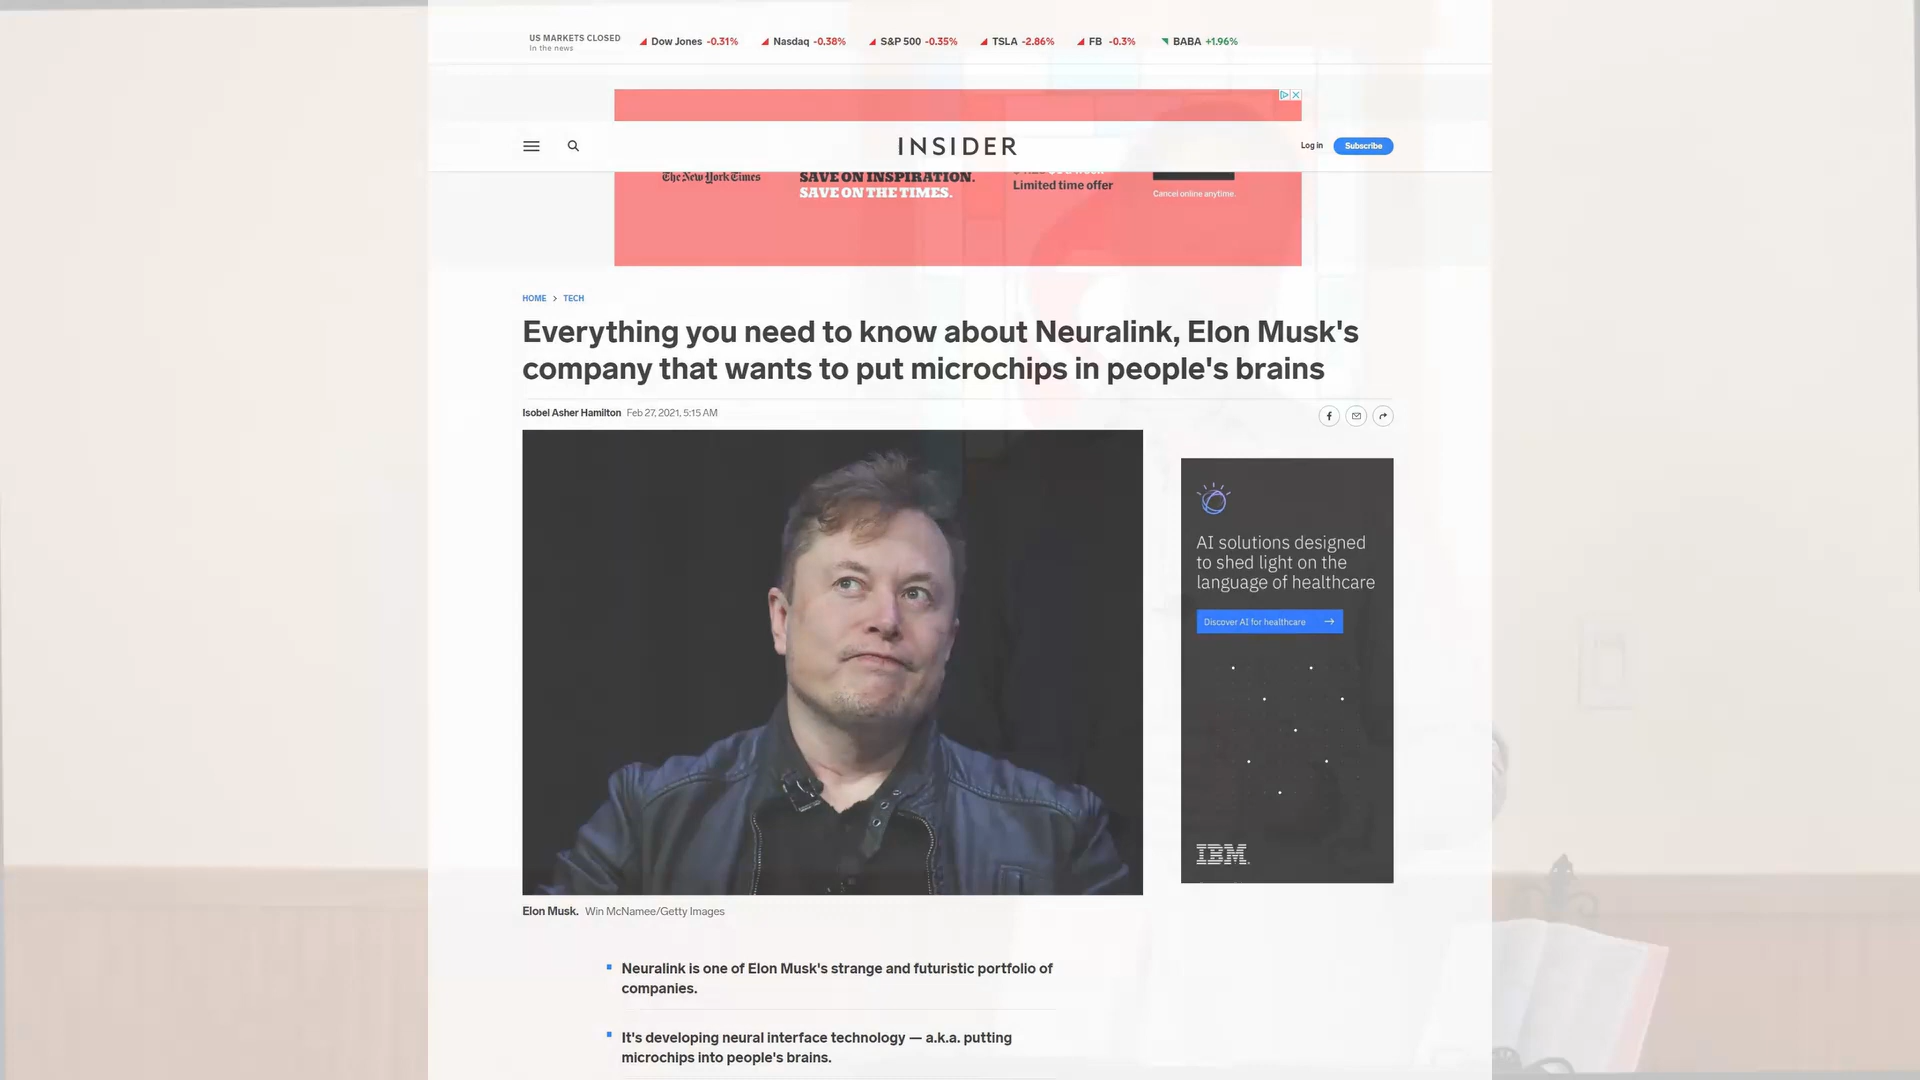 US MARKETS CLOSED
In the news
Dow Jones -0.31%
Nasdaq -0.38%
S&P 500 -0.35%
TSLA -2.86%
FB -0.3%
BABA +1.96%
INSIDER
Log in
Subscribe
The New York Times
SAVE ON INSPIRATION.
SAVE ON THE TIMES.
Limited time offer
Cancel online anytime.
HOME > TECH
Everything you need to know about Neuralink, Elon Musk's
company that wants to put microchips in people's brains
Isobel Asher Hamilton Feb 27, 2021, 5:15 AM
AI solutions designed
to shed light on the
language of healthcare
Discover AI for healthcare
IBM
Elon Musk. Win McNamee/Getty Images
Neuralink is one of Elon Musk's strange and futuristic portfolio of
companies.
It's developing neural interface technology — a.k.a. putting
microchips into people's brains.